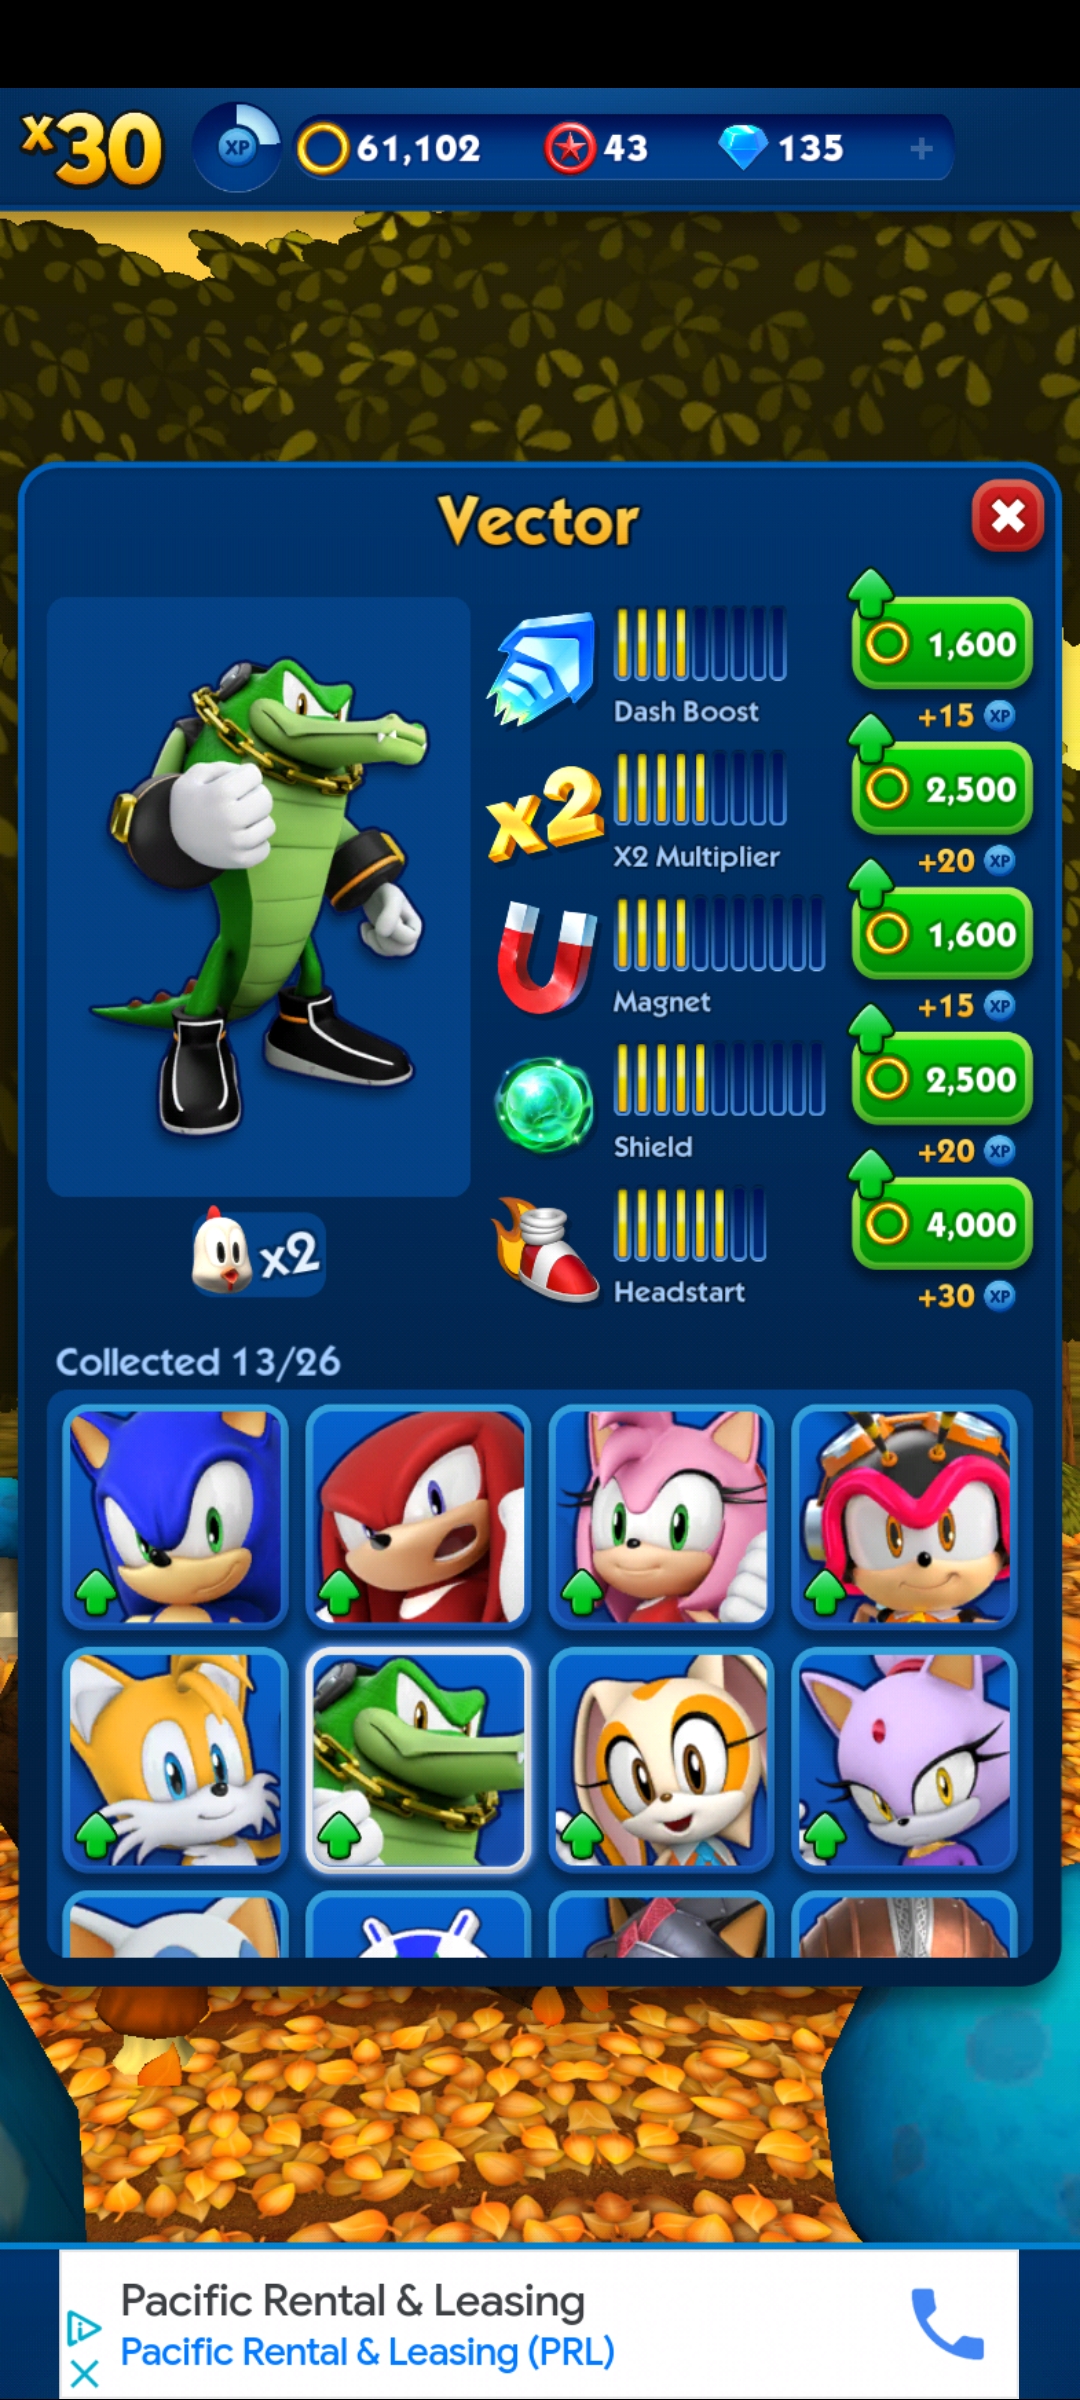 x30 XP 61,102 43 135 +
Vector
1,600
Dash Boost
+15 XP
x2
2,500
X2 Multiplier
+20 XP
1,600
Magnet
+15 XP
2,500
Shield
+20 XP
x2
4,000
Headstart
+30 XP
Collected 13/26
Pacific Rental & Leasing
Pacific Rental & Leasing (PRL)